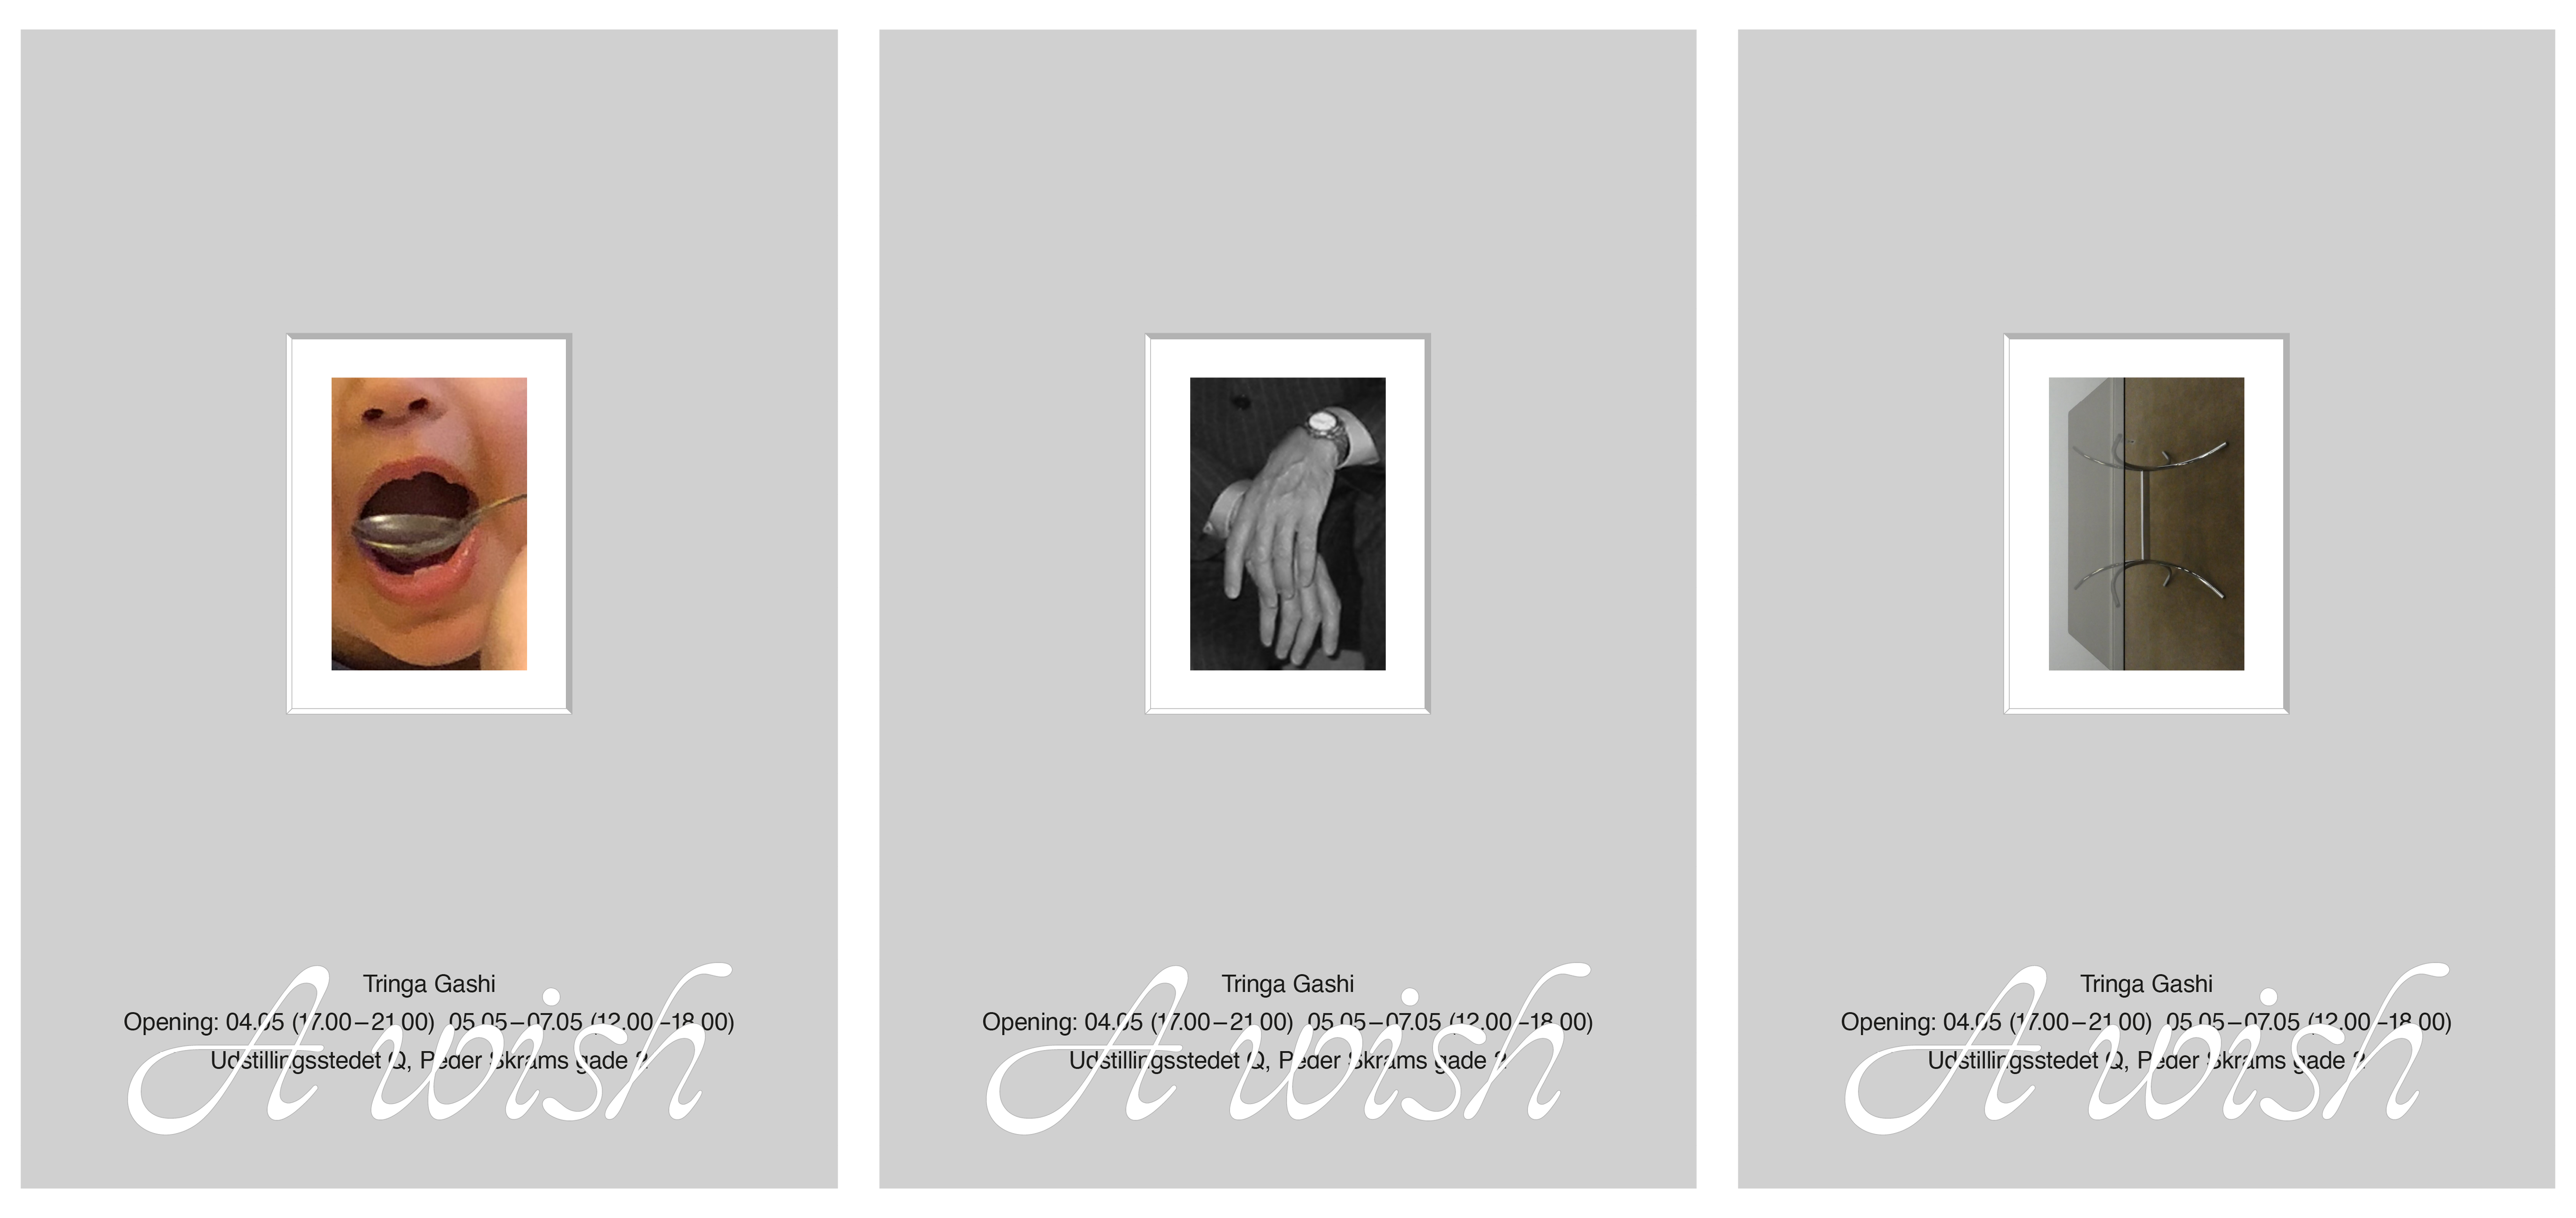 Tringa Gashi
Opening: 04.05 (17.00–21.00) 05.05–07.05 (12.00–18.00)
Udstillingsstedet Q, Peder Skrams gade 2
A wish
Tringa Gashi
Opening: 04.05 (17.00–21.00) 05.05–07.05 (12.00–18.00)
Udstillingsstedet Q, Peder Skrams gade 2
A wish
Tringa Gashi
Opening: 04.05 (17.00–21.00) 05.05–07.05 (12.00–18.00)
Udstillingsstedet Q, Peder Skrams gade 2
A wish